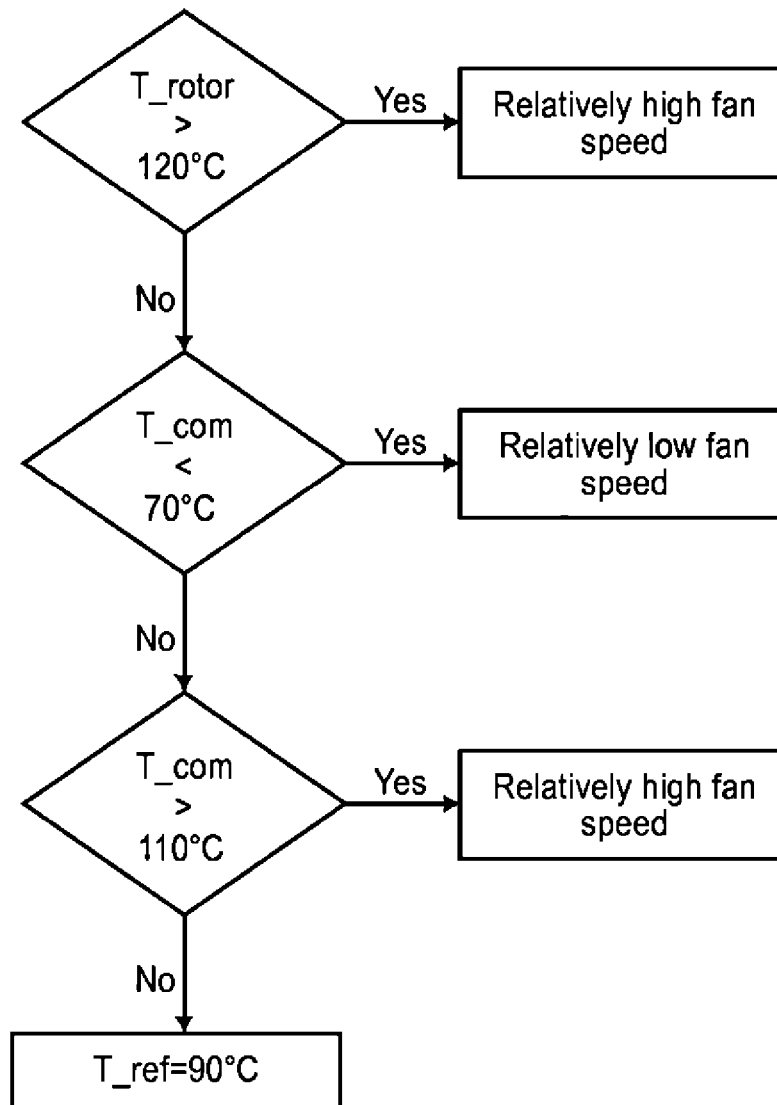 T_rotor
>
120°C
Yes
Relatively high fan
speed
No
T_com
<
70°C
Yes
Relatively low fan
speed
No
T_com
>
110°C
Yes
Relatively high fan
speed
No
T_ref=90°C